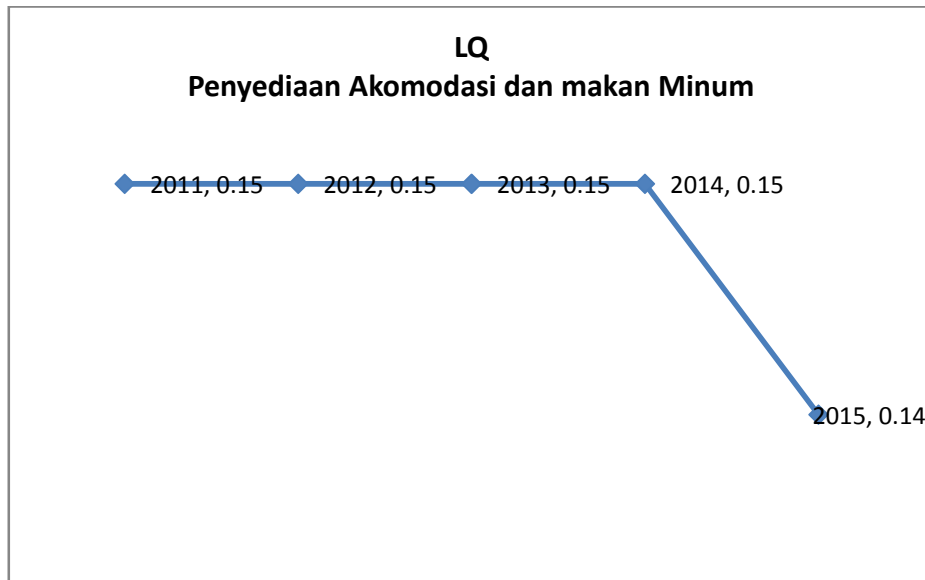 LQ
Penyediaan Akomodasi dan makan Minum
2011, 0.15
2012, 0.15
2013, 0.15
2014, 0.15
2015, 0.14